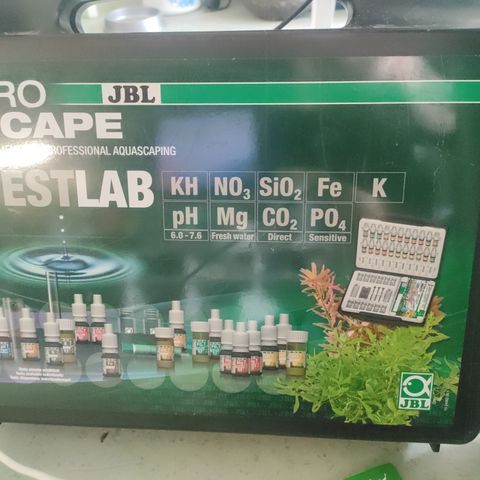 RO
JBL
CAPE
PROFESSIONAL AQUASCAPING
ESTLAB
KH NO₃ SiO₂ Fe K
pH Mg CO₂ PO₄
6.0 - 7.6 Fresh water Direct Sensitive
JBL